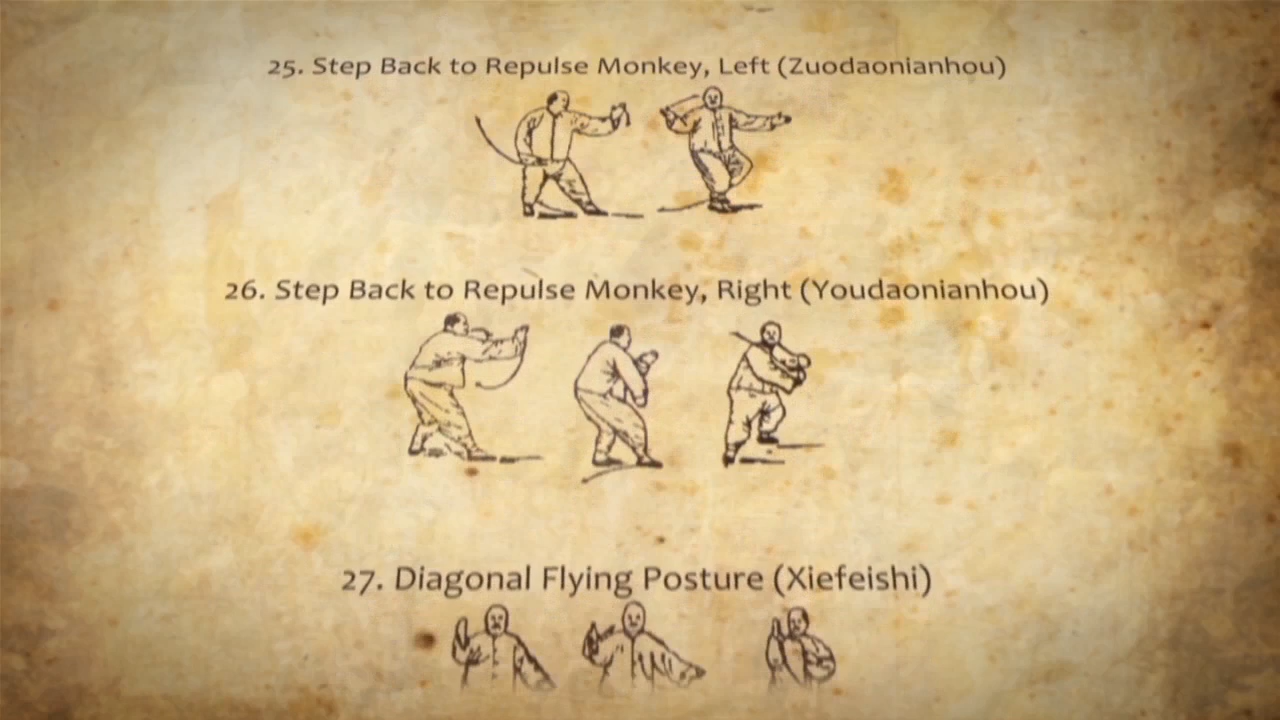 25. Step Back to Repulse Monkey, Left (Zuodaonianhou)
26. Step Back to Repulse Monkey, Right (Youdaonianhou)
27. Diagonal Flying Posture (Xiefeishi)